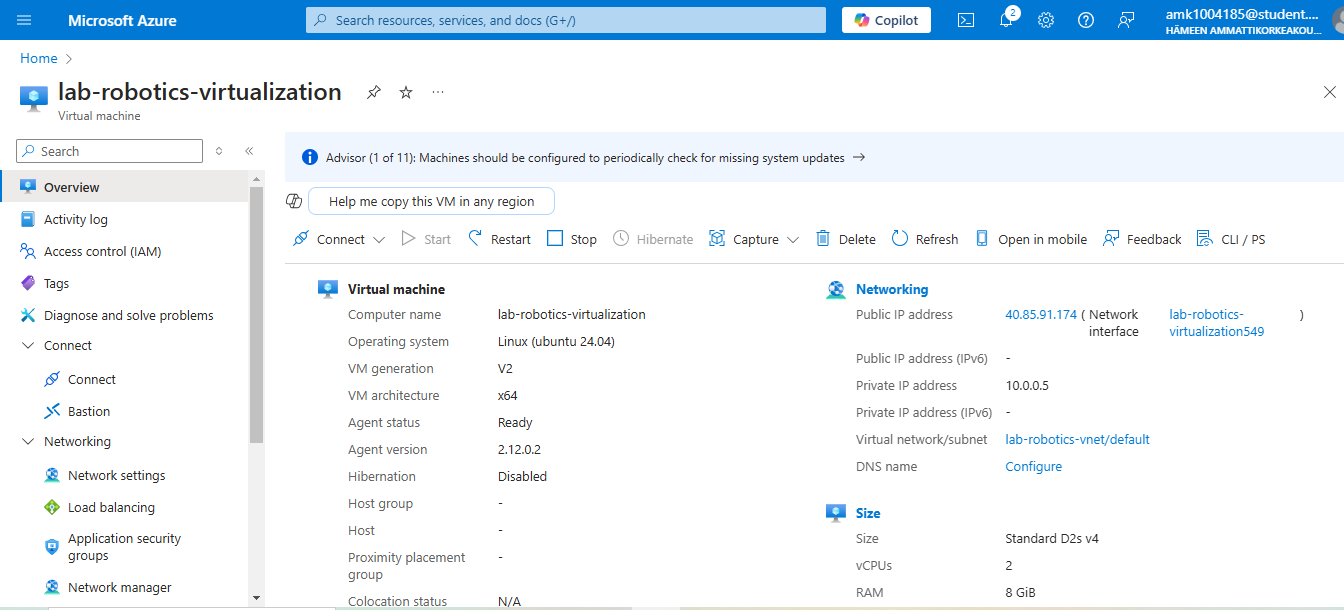 Microsoft Azure
Search resources, services, and docs (G+/)
Copilot
2
amk1004185@student....
HÄMEEN AMMATTIKORKEAKOU...
Home
lab-robotics-virtualization
...
Virtual machine
Search
Overview
Activity log
Access control (IAM)
Tags
Diagnose and solve problems
Connect
Connect
Bastion
Networking
Network settings
Load balancing
Application security
groups
Network manager
Advisor (1 of 11): Machines should be configured to periodically check for missing system updates →
Help me copy this VM in any region
Connect Start Restart Stop Hibernate Capture Delete Refresh Open in mobile Feedback CLI / PS
Virtual machine
Computer name lab-robotics-virtualization
Operating system Linux (ubuntu 24.04)
VM generation V2
VM architecture x64
Agent status Ready
Agent version 2.12.0.2
Hibernation Disabled
Host group -
Host -
Proximity placement -
group
Colocation status N/A
Networking
Public IP address 40.85.91.174 ( Network lab-robotics- )
interface virtualization549
Public IP address (IPv6) -
Private IP address 10.0.0.5
Private IP address (IPv6) -
Virtual network/subnet lab-robotics-vnet/default
DNS name Configure
Size
Size Standard D2s v4
vCPUs 2
RAM 8 GiB